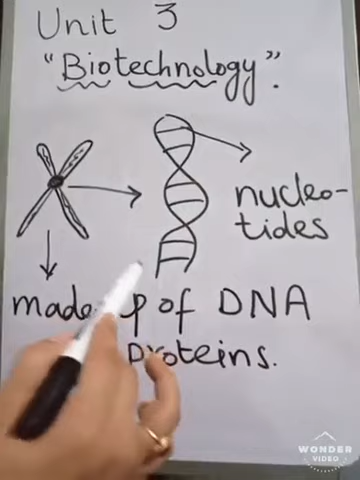 Unit 3
"Biotechnology".
nucleo-
tides
made of DNA
Proteins.
WONDER
VIDEO